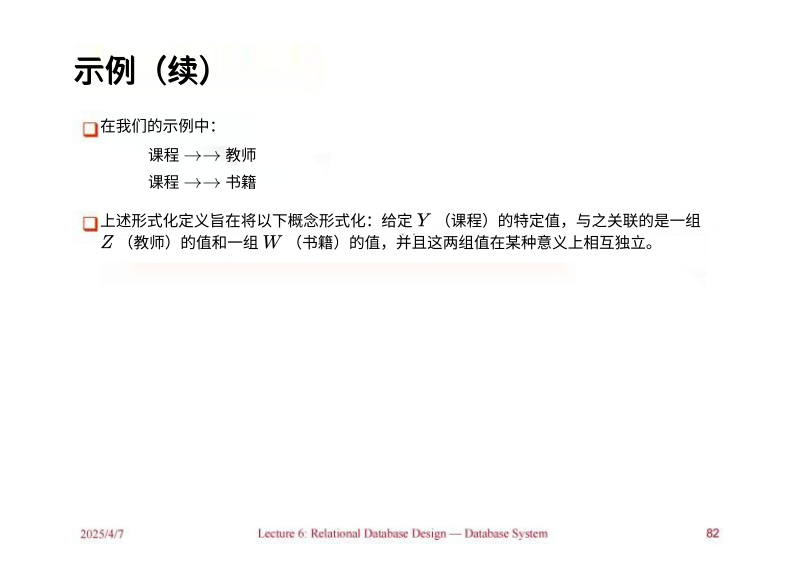 示例（续）
在我们的示例中：
课程 →→ 教师
课程 →→ 书籍
上述形式化定义旨在将以下概念形式化：给定 Y （课程）的特定值，与之关联的是一组
Z （教师）的值和一组 W （书籍）的值，并且这两组值在某种意义上相互独立。
2025/4/7 Lecture 6: Relational Database Design — Database System 82